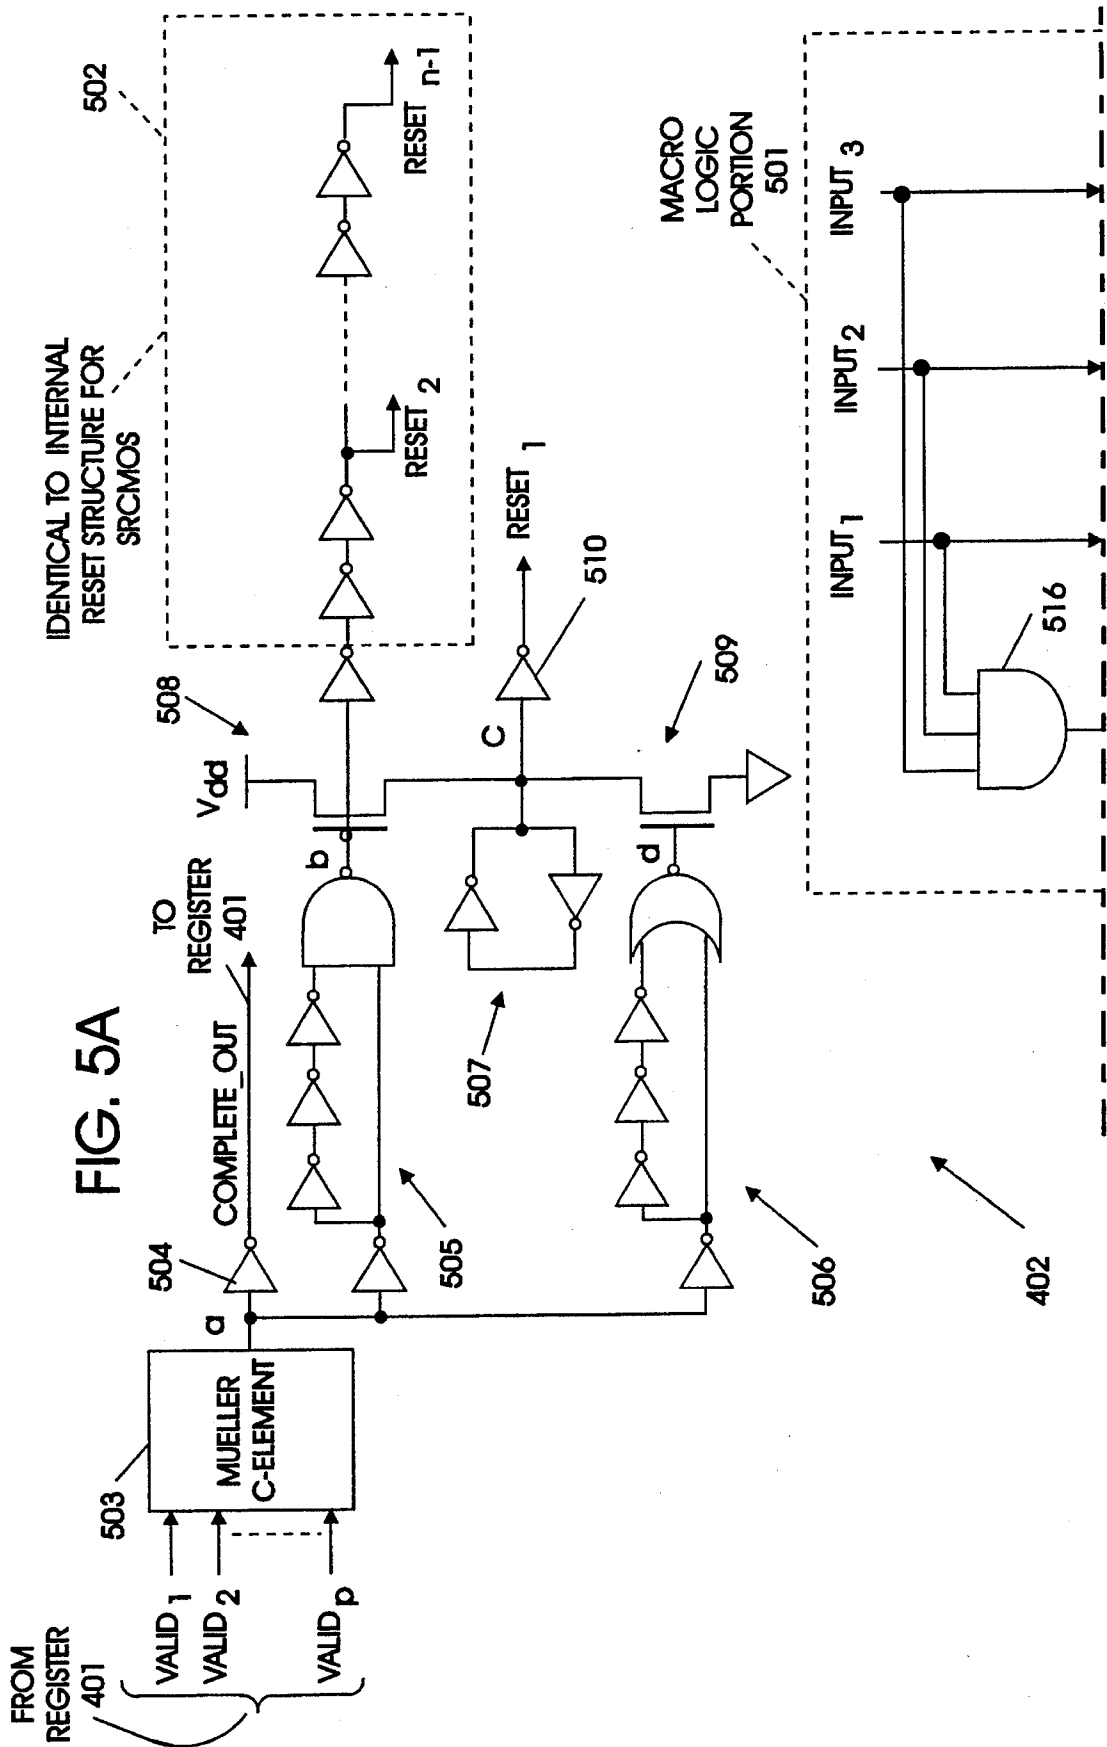 FIG. 5A
FROM
REGISTER
401
VALID 1
VALID 2
VALID p
503
MUELLER
C-ELEMENT
a
504
COMPLETE_OUT
TO
REGISTER
401
505
506
b
Vdd
508
507
C
d
509
510
RESET 1
IDENTICAL TO INTERNAL
RESET STRUCTURE FOR
SRCMOS
502
RESET 2
RESET n-1
402
MACRO
LOGIC
PORTION
501
INPUT 1
INPUT 2
INPUT 3
516